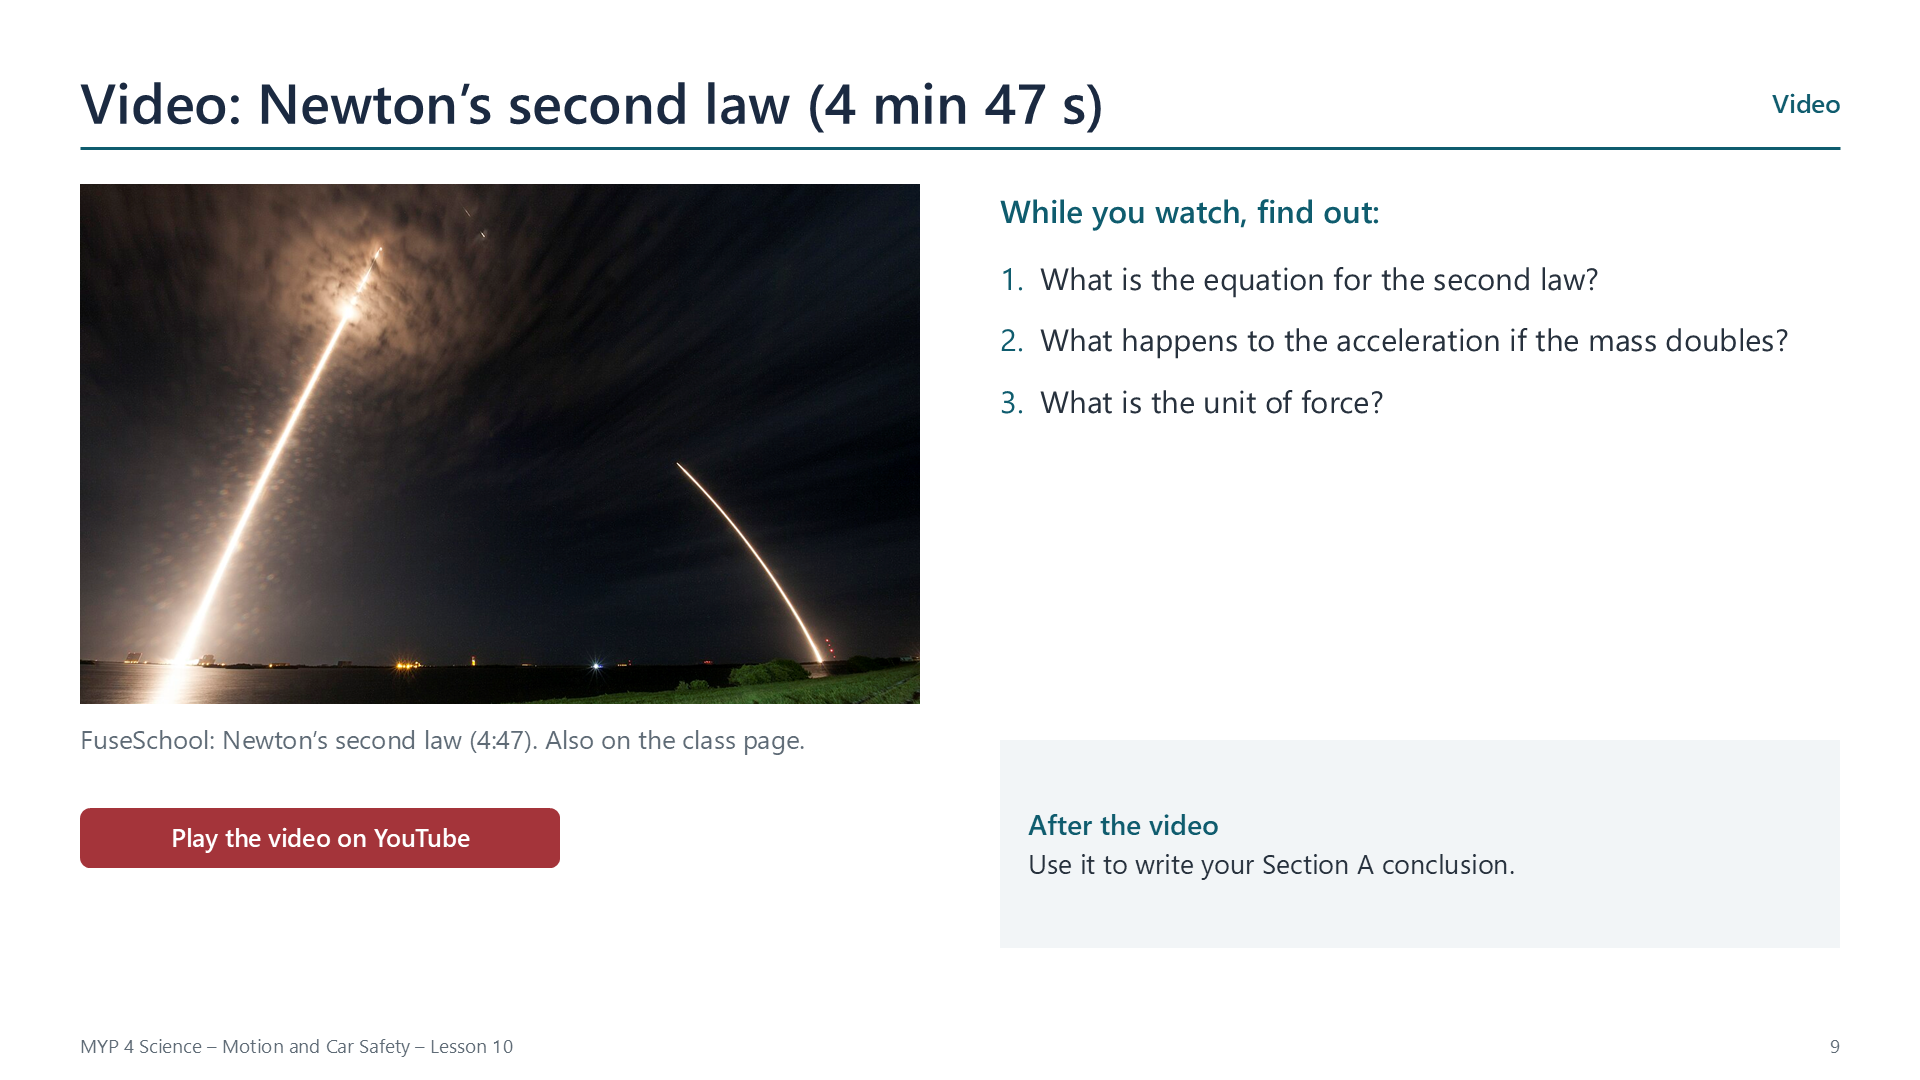 Video: Newton’s second law (4 min 47 s)
Video
While you watch, find out:
1. What is the equation for the second law?
2. What happens to the acceleration if the mass doubles?
3. What is the unit of force?
FuseSchool: Newton’s second law (4:47). Also on the class page.
Play the video on YouTube
After the video
Use it to write your Section A conclusion.
MYP 4 Science – Motion and Car Safety – Lesson 10
9